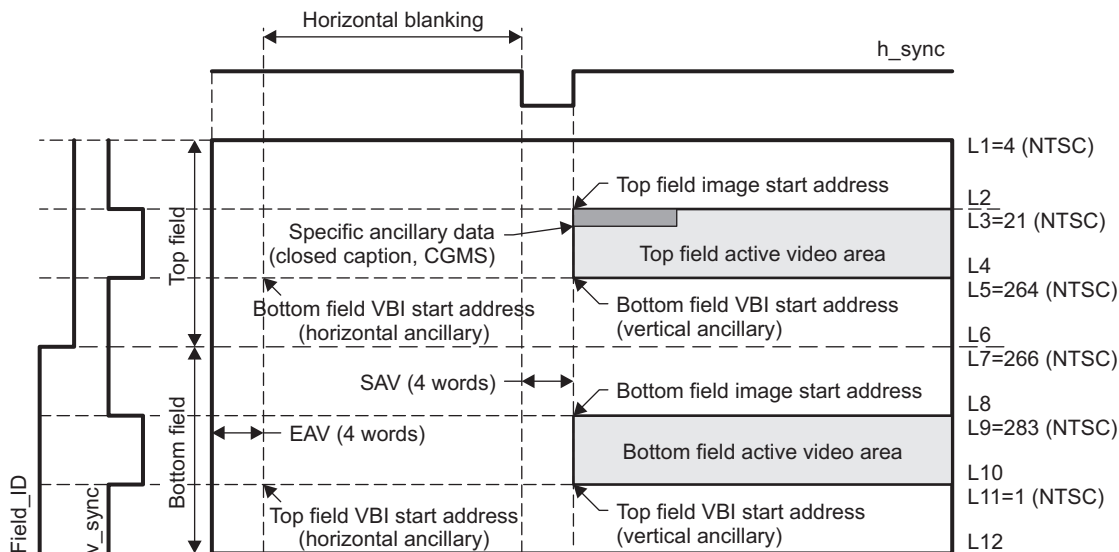 Horizontal blanking
h_sync
L1=4 (NTSC)
Top field image start address
L2
L3=21 (NTSC)
Specific ancillary data
(closed caption, CGMS)
Top field active video area
Top field
L4
L5=264 (NTSC)
Bottom field VBI start address
(horizontal ancillary)
Bottom field VBI start address
(vertical ancillary)
L6
L7=266 (NTSC)
SAV (4 words)
Bottom field image start address
L8
L9=283 (NTSC)
EAV (4 words)
Bottom field active video area
Bottom field
L10
L11=1 (NTSC)
Top field VBI start address
(horizontal ancillary)
Top field VBI start address
(vertical ancillary)
L12
Field_ID
v_sync